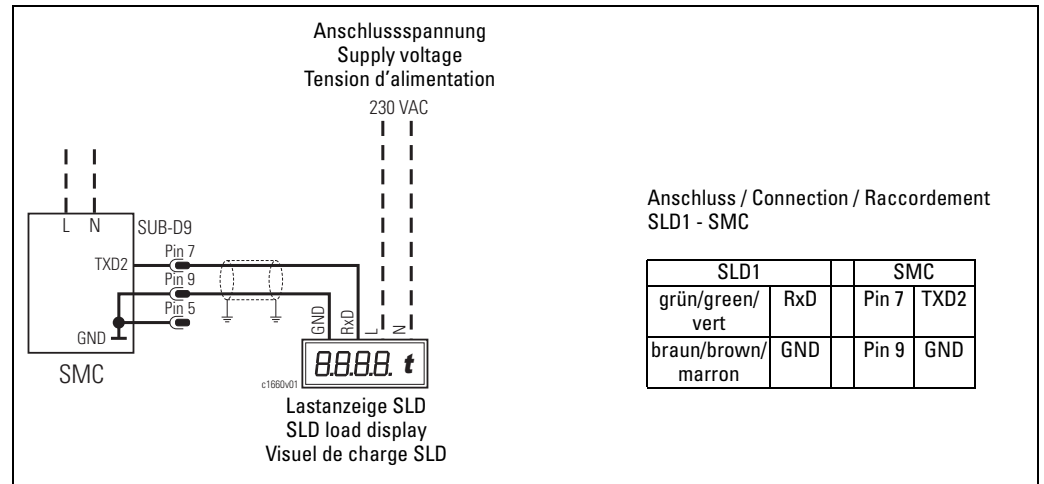 Anschlussspannung
Supply voltage
Tension d'alimentation
230 VAC
L N
SUB-D9
TXD2
Pin 7
Pin 9
Pin 5
GND
SMC
GND RxD L N
8.8.8.8. t
c1660v01
Lastanzeige SLD
SLD load display
Visuel de charge SLD
Anschluss / Connection / Raccordement
SLD1 - SMC
SLD1 SMC
grün/green/ RxD Pin 7 TXD2
vert
braun/brown/ GND Pin 9 GND
marron